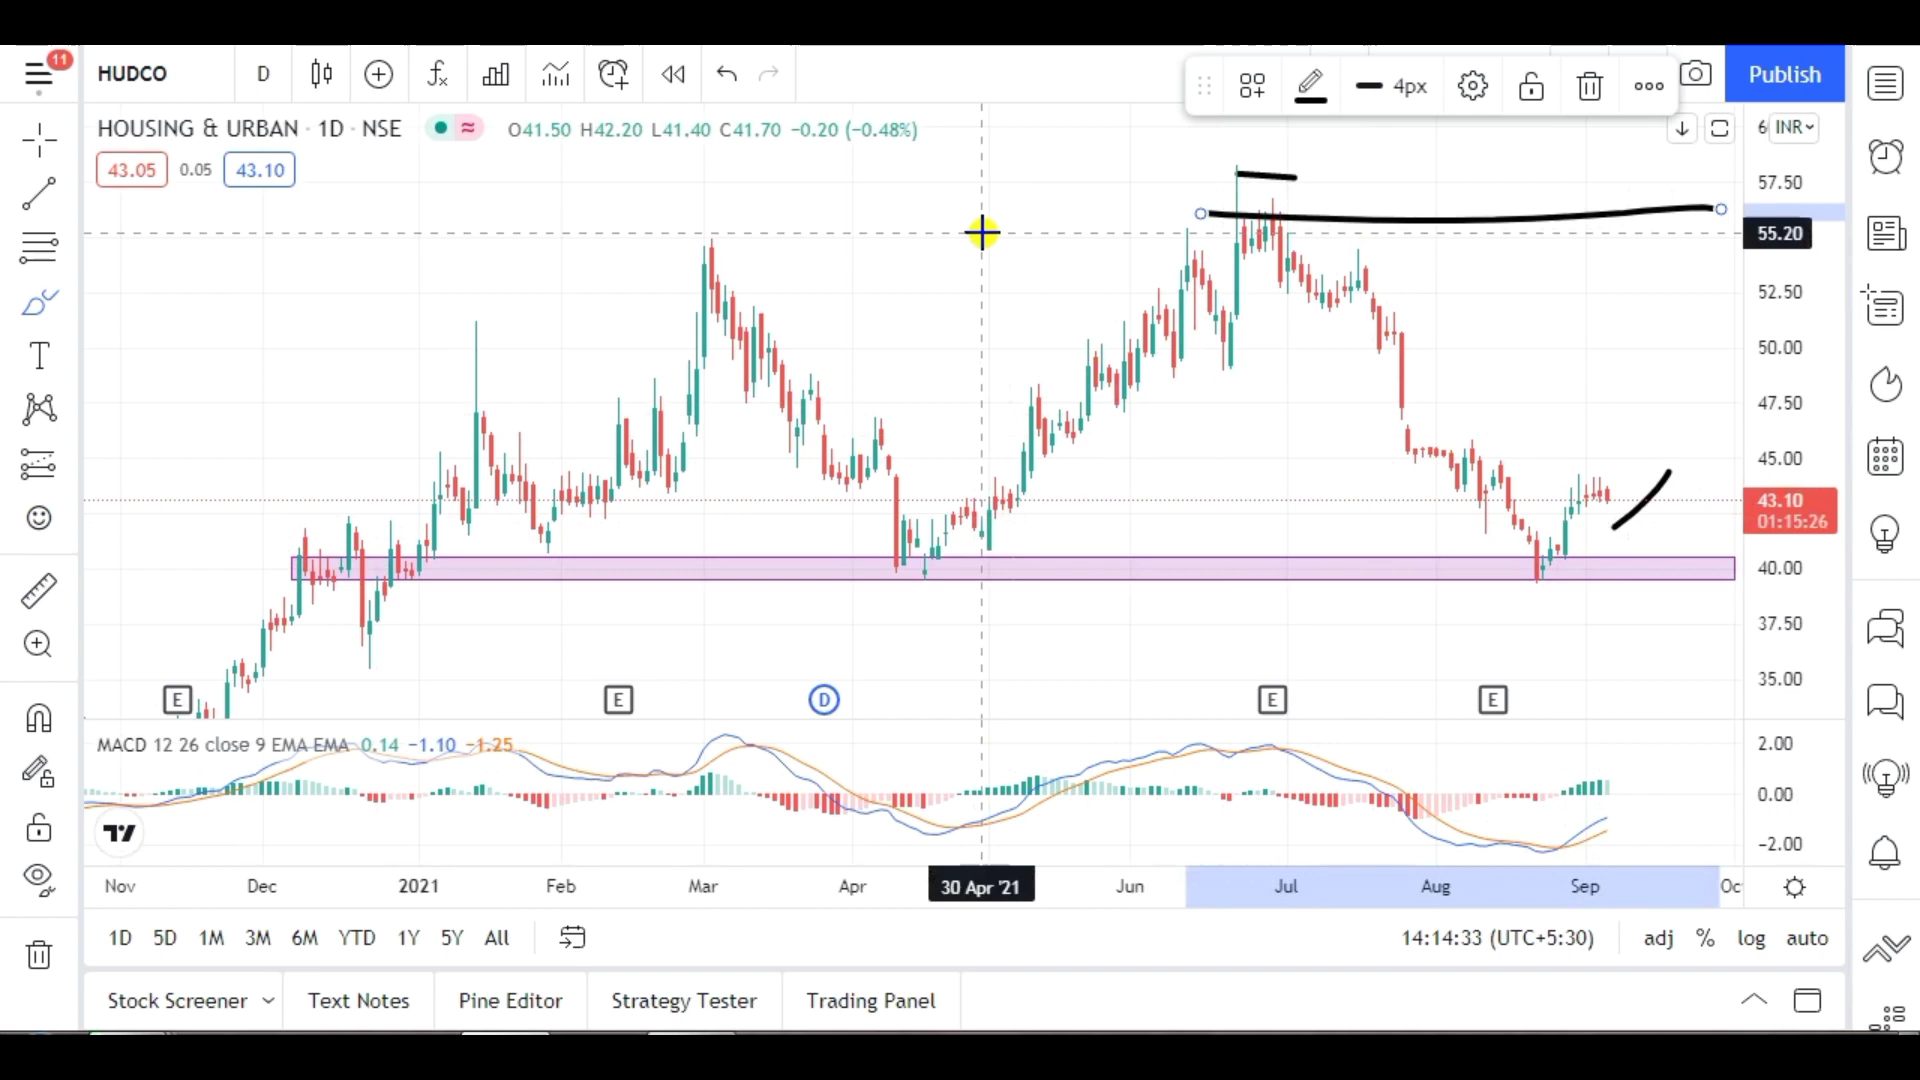 11
HUDCO D 4px Publish
HOUSING & URBAN · 1D · NSE O41.50 H42.20 L41.40 C41.70 −0.20 (−0.48%) INR
43.05 0.05 43.10
57.50
55.20
52.50
50.00
47.50
45.00
43.10
01:15:26
40.00
37.50
35.00
E E D E E
MACD 12 26 close 9 EMA EMA 0.14 −1.10 −1.25
2.00
0.00
−2.00
Nov Dec 2021 Feb Mar Apr 30 Apr '21 Jun Jul Aug Sep Oc
1D 5D 1M 3M 6M YTD 1Y 5Y All 14:14:33 (UTC+5:30) adj % log auto
Stock Screener Text Notes Pine Editor Strategy Tester Trading Panel